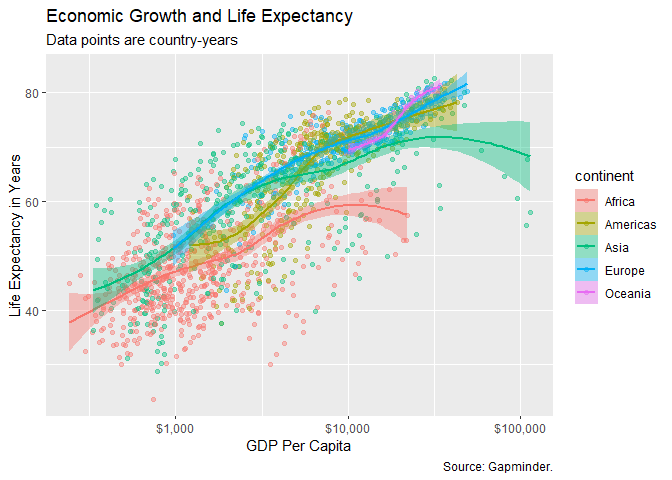 Economic Growth and Life Expectancy
Data points are country-years
Life Expectancy in Years
80
60
40
$1,000
$10,000
$100,000
GDP Per Capita
continent
Africa
Americas
Asia
Europe
Oceania
Source: Gapminder.